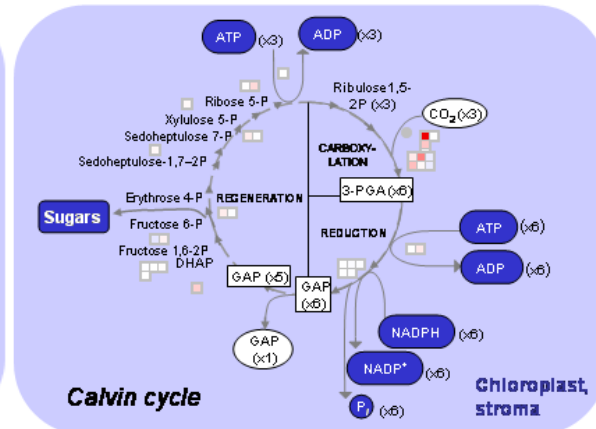 ATP (x3) ADP (x3)
Ribulose 1,5-
2P (x3)
Ribose 5-P
Xylulose 5-P
Sedoheptulose 7-P
Sedoheptulose-1,7-2P
CO2 (x3)
CARBOXY-
LATION
REGENERATION
3-PGA (x6)
Erythrose 4-P
Sugars
Fructose 6-P
REDUCTION
ATP (x6)
Fructose 1,6-2P
DHAP
ADP (x6)
GAP (x5)
GAP
(x6)
NADPH (x6)
GAP
(x1)
NADP+ (x6)
Pi (x6)
Calvin cycle
Chloroplast,
stroma